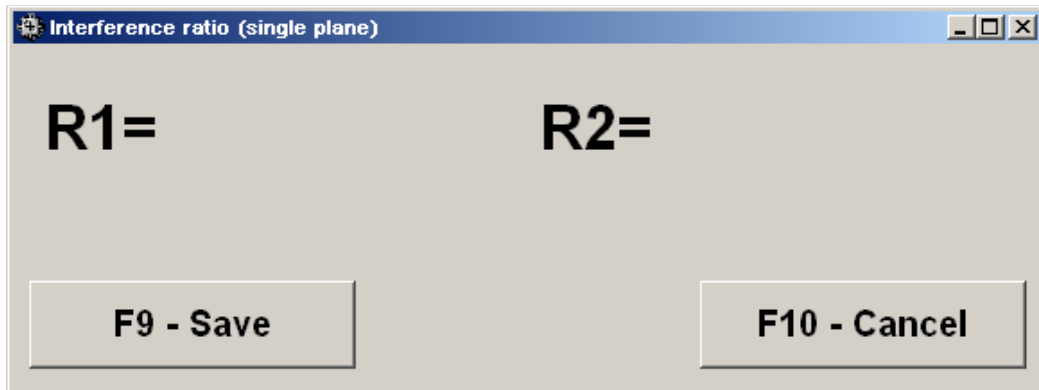 Interference ratio (single plane)
R1= R2=
F9 - Save F10 - Cancel